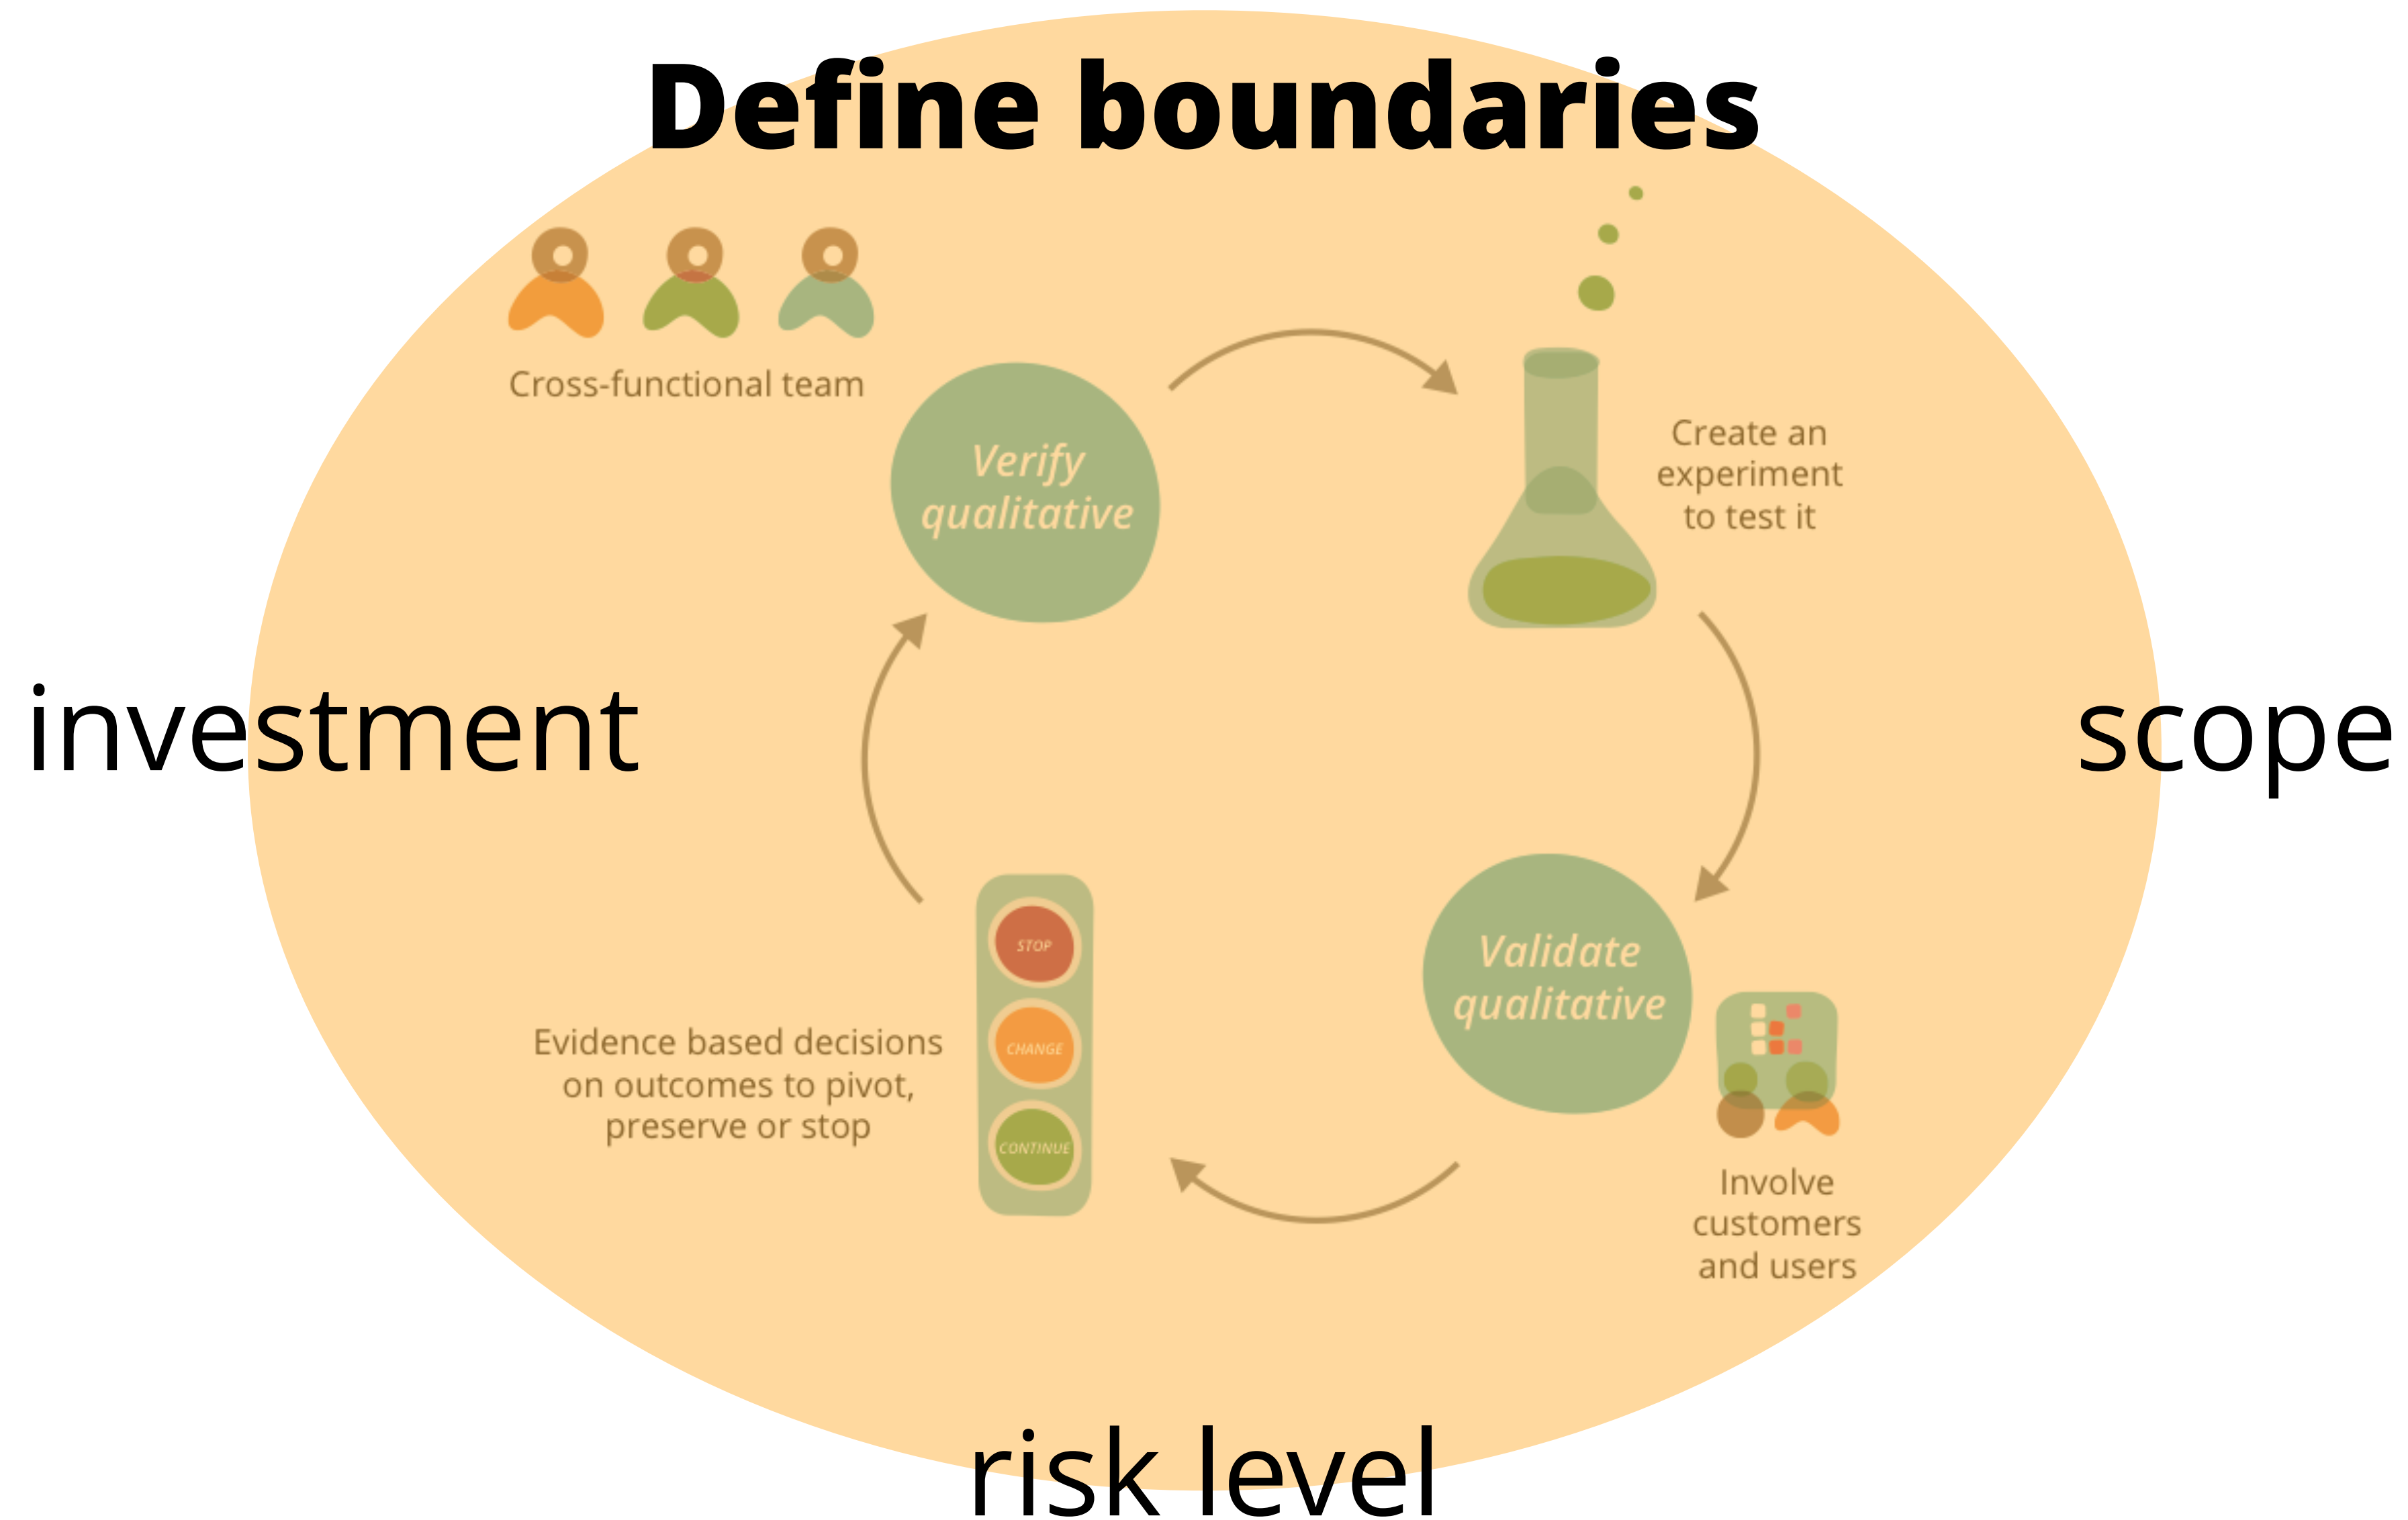 Define boundaries
Cross-functional team
Verify
qualitative
Create an
experiment
to test it
investment
scope
STOP
CHANGE
CONTINUE
Evidence based decisions
on outcomes to pivot,
preserve or stop
Validate
qualitative
Involve
customers
and users
risk level